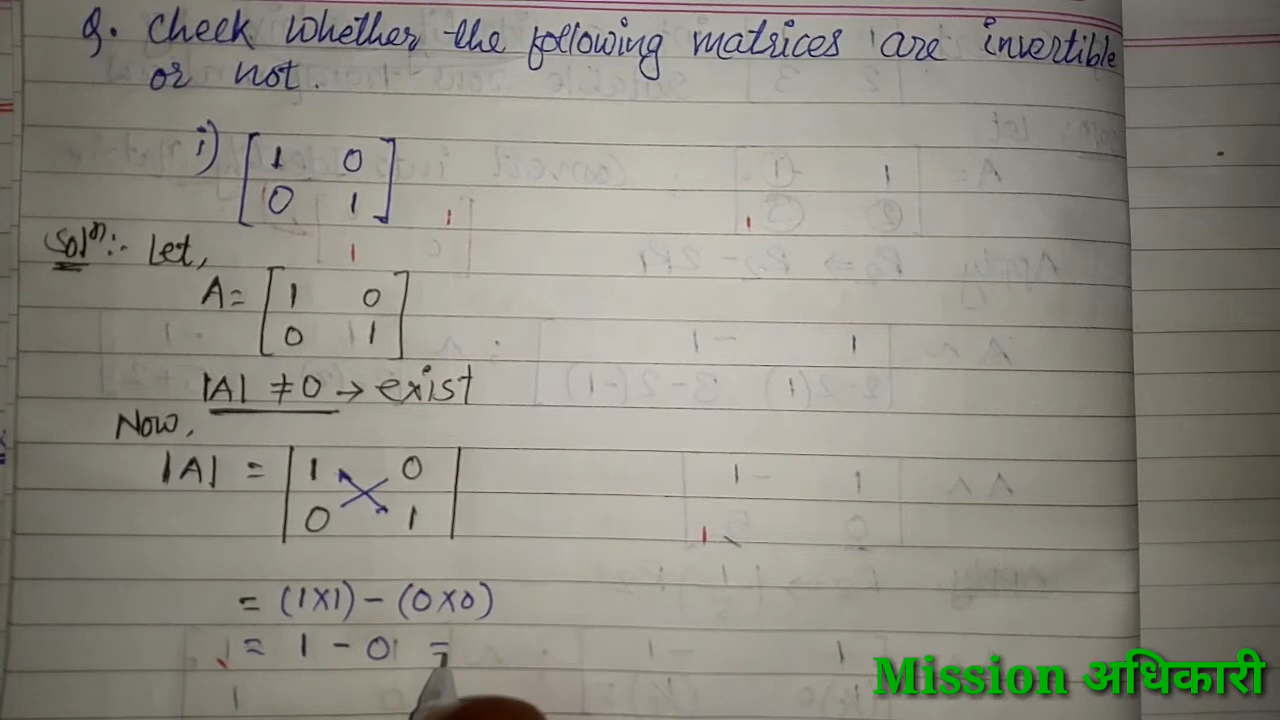 Q. Check whether the following matrices are invertible
or not.
i) [1 0
0 1]
Solⁿ:- Let,
A = [1 0
0 1]
|A| ≠ 0 → exist
Now,
|A| = |1 0
0 1|
= (1×1) - (0×0)
= 1 - 0 =
Mission अधिकारी